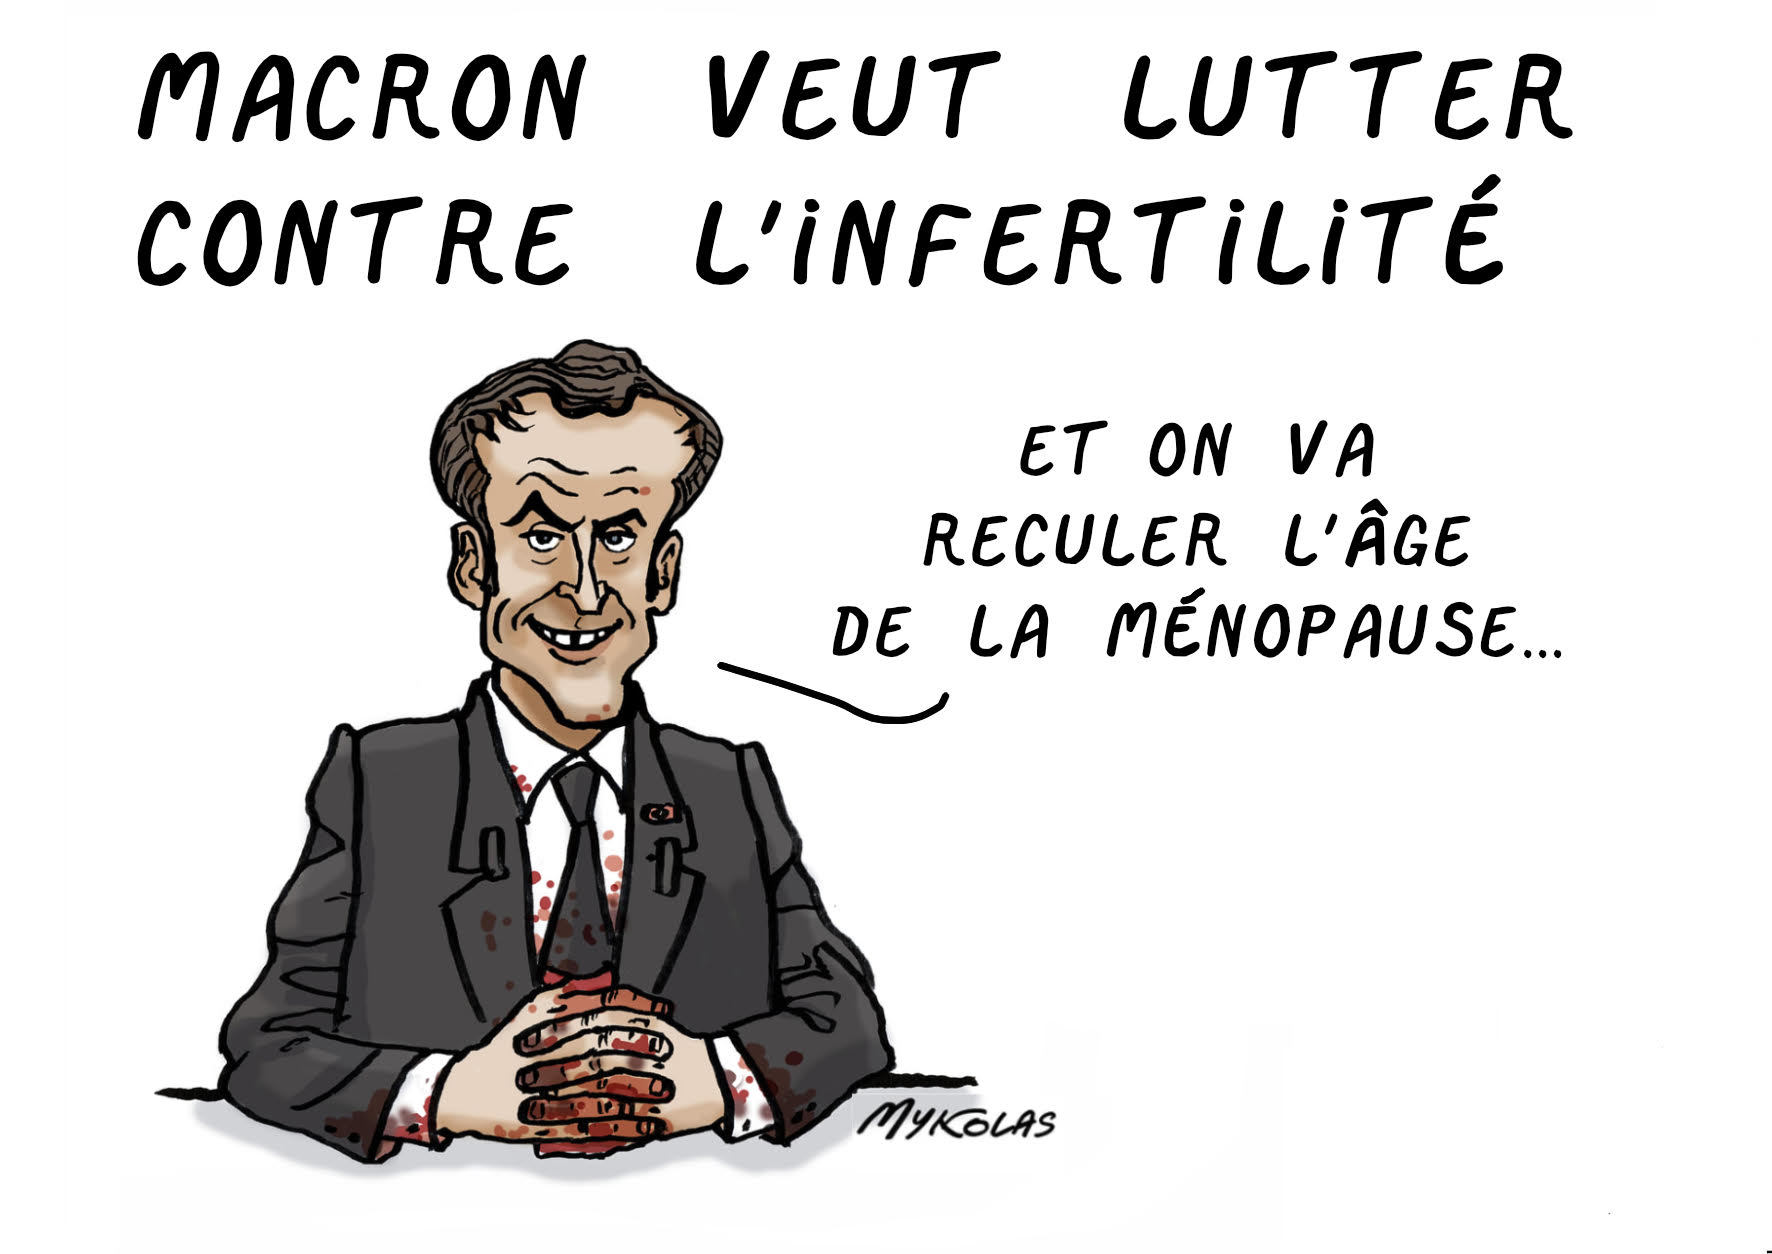 MACRON VEUT LUTTER
CONTRE L'INFERTILITÉ
ET ON VA
RECULER L'ÂGE
DE LA MÉNOPAUSE...
MYKOLAS